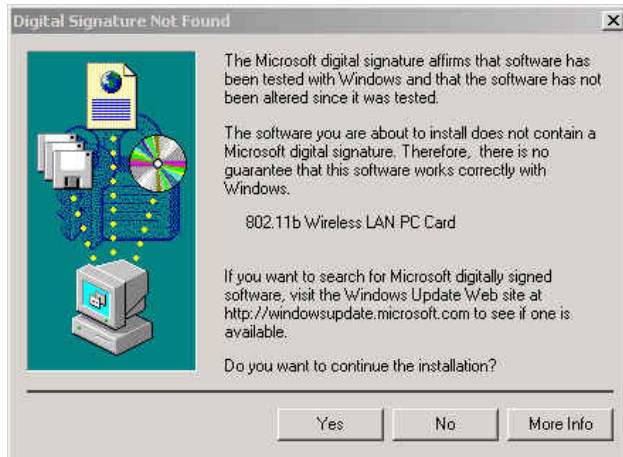 Digital Signature Not Found
The Microsoft digital signature affirms that software has
been tested with Windows and that the software has not
been altered since it was tested.
The software you are about to install does not contain a
Microsoft digital signature. Therefore, there is no
guarantee that this software works correctly with
Windows.
802.11b Wireless LAN PC Card
If you want to search for Microsoft digitally signed
software, visit the Windows Update Web site at
http://windowsupdate.microsoft.com to see if one is
available.
Do you want to continue the installation?
Yes
No
More Info